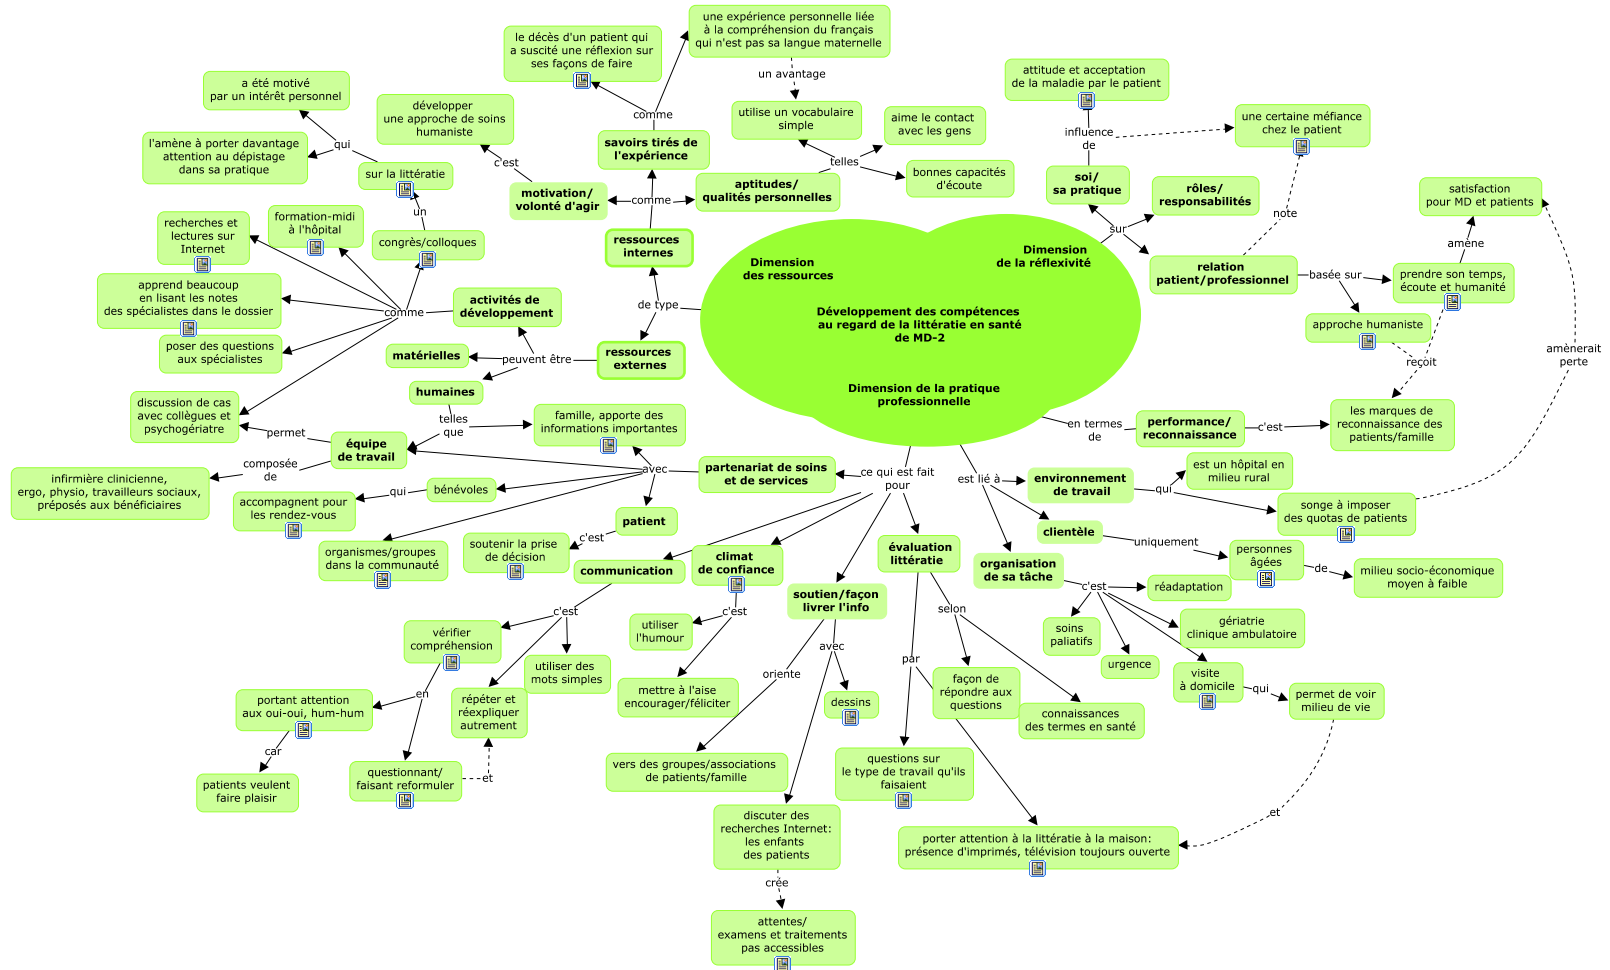 une expérience personnelle liée
à la compréhension du français
qui n'est pas sa langue maternelle
le décès d'un patient qui
a suscité une réflexion sur
ses façons de faire
un avantage
attitude et acceptation
de la maladie par le patient
a été motivé
par un intérêt personnel
développer
une approche de soins
humaniste
comme
utilise un vocabulaire
simple
aime le contact
avec les gens
influence
de
une certaine méfiance
chez le patient
l'amène à porter davantage
attention au dépistage
dans sa pratique
qui
sur la littératie
c'est
savoirs tirés de
l'expérience
telles
bonnes capacités
d'écoute
motivation/
volonté d'agir
comme
aptitudes/
qualités personnelles
soi/
sa pratique
rôles/
responsabilités
satisfaction
pour MD et patients
recherches et
lectures sur
Internet
formation-midi
à l'hôpital
un
congrès/colloques
ressources
internes
sur
note
amène
Dimension
des ressources
Dimension
de la réflexivité
relation
patient/professionnel
basée sur
prendre son temps,
écoute et humanité
apprend beaucoup
en lisant les notes
des spécialistes dans le dossier
comme
activités de
développement
de type
Développement des compétences
au regard de la littératie en santé
de MD-2
approche humaniste
poser des questions
aux spécialistes
matérielles
peuvent être
ressources
externes
reçoit
amènerait
perte
humaines
Dimension de la pratique
professionnelle
discussion de cas
avec collègues et
psychogériatre
telles
que
famille, apporte des
informations importantes
en termes
de
performance/
reconnaissance
c'est
les marques de
reconnaissance des
patients/famille
permet
équipe
de travail
composée
de
infirmière clinicienne,
ergo, physio, travailleurs sociaux,
préposés aux bénéficiaires
avec
partenariat de soins
et de services
ce qui est fait
pour
est lié à
environnement
de travail
qui
est un hôpital en
milieu rural
accompagnent pour
les rendez-vous
qui
bénévoles
patient
songe à imposer
des quotas de patients
organismes/groupes
dans la communauté
soutenir la prise
de décision
c'est
communication
climat
de confiance
évaluation
littératie
clientèle
uniquement
personnes
âgées
de
milieu socio-économique
moyen à faible
organisation
de sa tâche
c'est
réadaptation
soutien/façon
livrer l'info
selon
soins
paliatifs
gériatrie
clinique ambulatoire
urgence
vérifier
compréhension
c'est
utiliser
l'humour
c'est
avec
par
utiliser des
mots simples
oriente
façon de
répondre aux
questions
visite
à domicile
qui
permet de voir
milieu de vie
portant attention
aux oui-oui, hum-hum
en
répéter et
réexpliquer
autrement
mettre à l'aise
encourager/féliciter
dessins
connaissances
des termes en santé
car
patients veulent
faire plaisir
questionnant/
faisant reformuler
et
vers des groupes/associations
de patients/famille
questions sur
le type de travail qu'ils
faisaient
discuter des
recherches Internet:
les enfants
des patients
et
porter attention à la littératie à la maison:
présence d'imprimés, télévision toujours ouverte
crée
attentes/
examens et traitements
pas accessibles